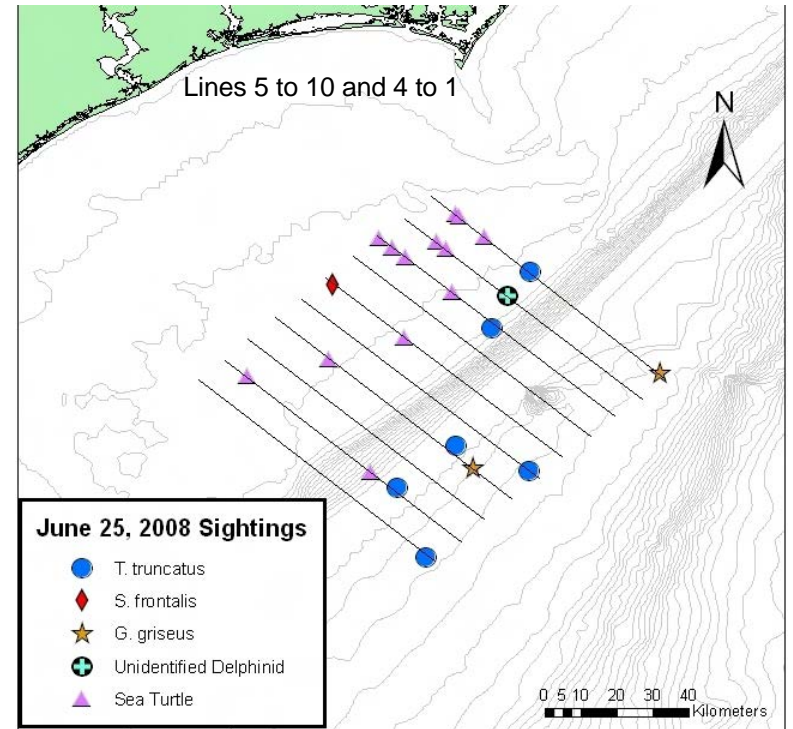 Lines 5 to 10 and 4 to 1
N
June 25, 2008 Sightings
T. truncatus
S. frontalis
G. griseus
Unidentified Delphinid
Sea Turtle
0 5 10 20 30 40
Kilometers